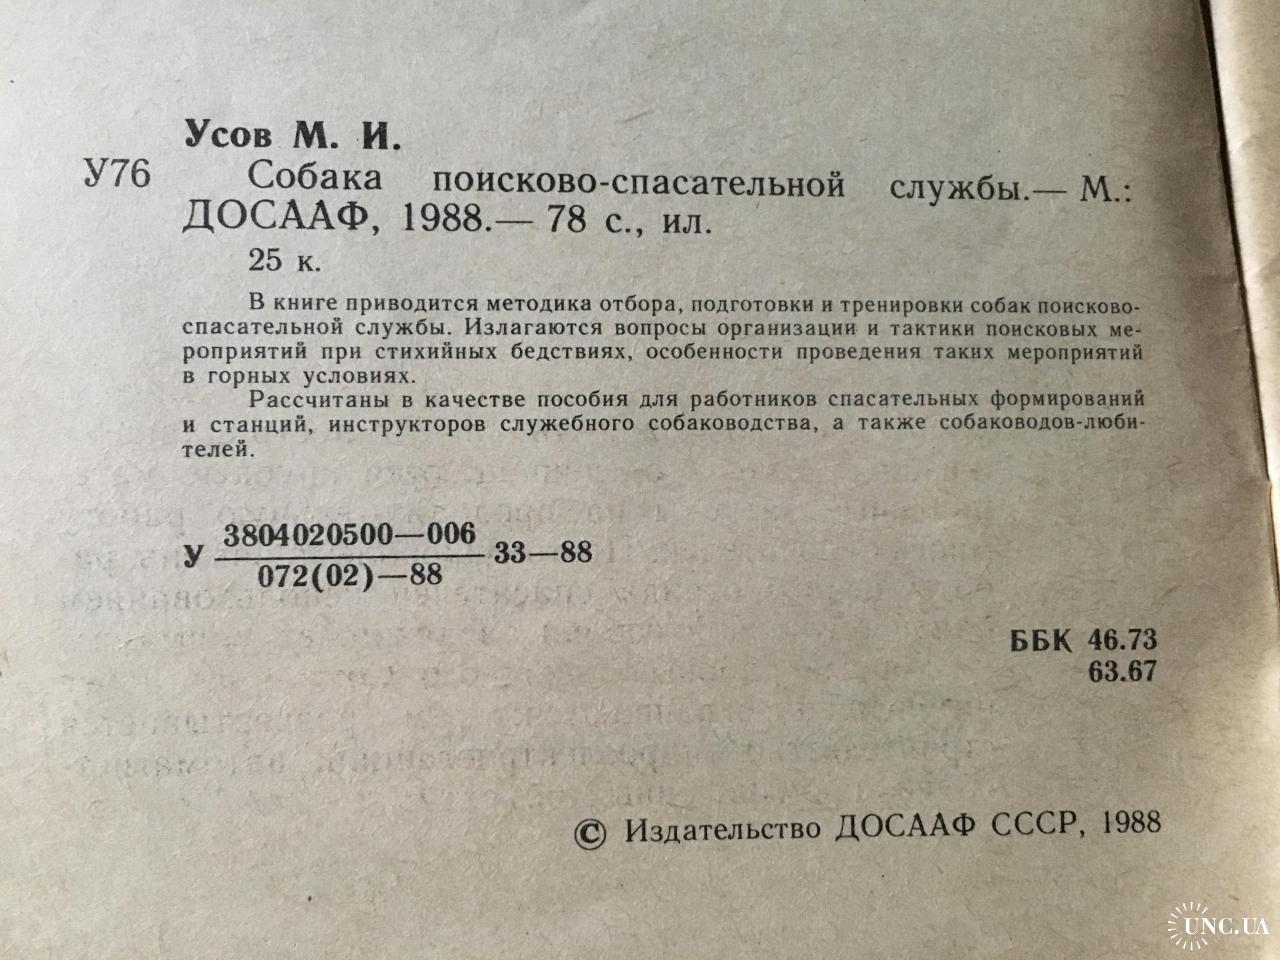 Усов М. И.
У76 Собака поисково-спасательной службы.— М.:
ДОСААФ, 1988.— 78 с., ил.
25 к.
В книге приводится методика отбора, подготовки и тренировки собак поисково-
спасательной службы. Излагаются вопросы организации и тактики поисковых ме-
роприятий при стихийных бедствиях, особенности проведения таких мероприятий
в горных условиях.
Рассчитаны в качестве пособия для работников спасательных формирований
и станций, инструкторов служебного собаководства, а также собаководов-люби-
телей.
3804020500—006
У 33—88
072(02)—88
ББК 46.73
63.67
© Издательство ДОСААФ СССР, 1988
UNC.UA